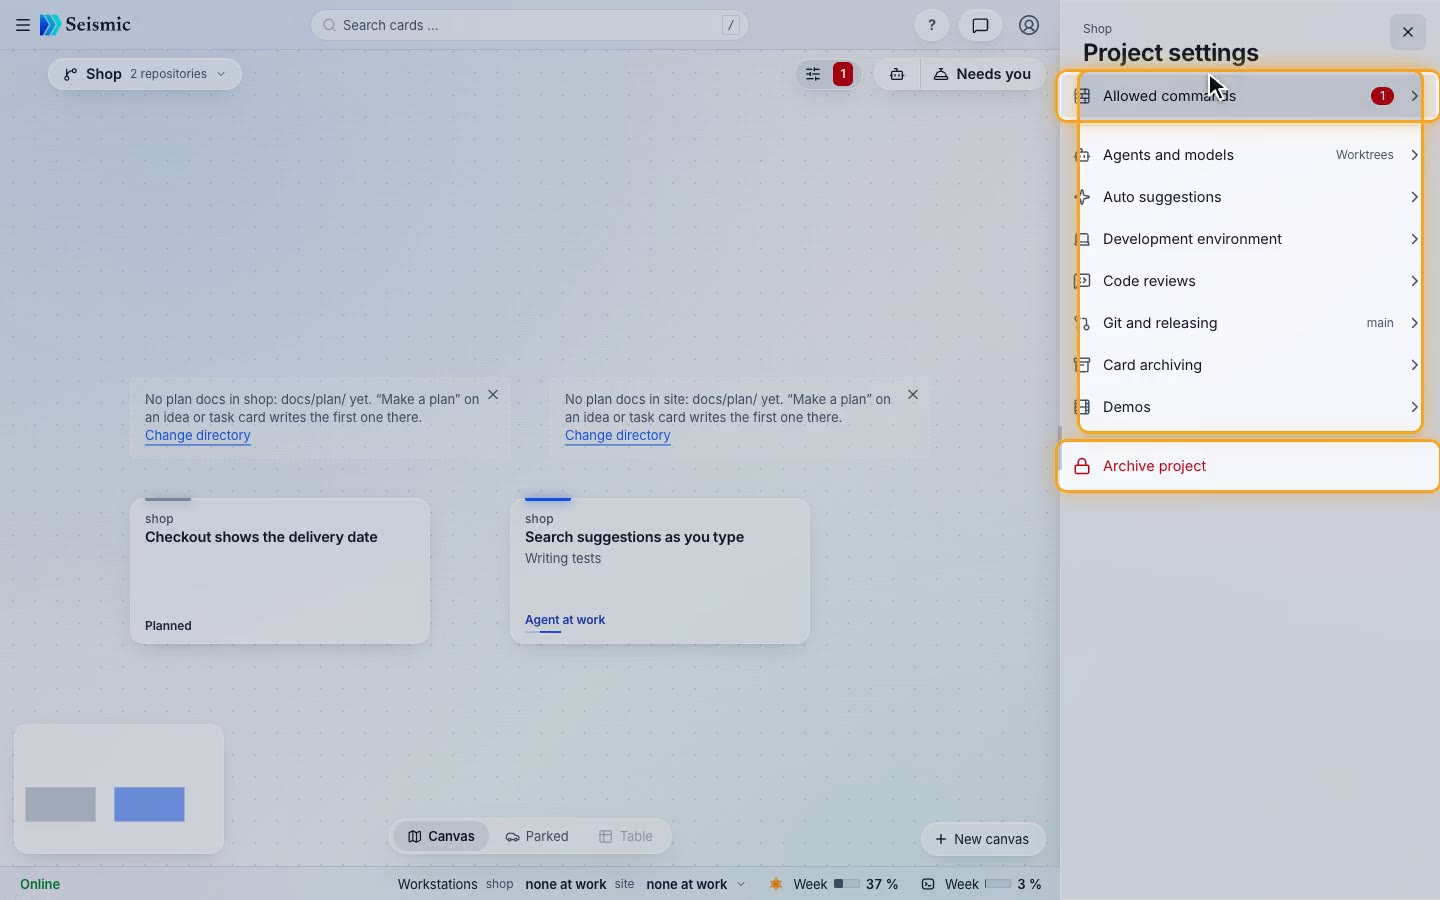 Seismic
Search cards ...
/
?
Shop 2 repositories
1
Needs you
Shop
Project settings
Allowed commands 1
Agents and models Worktrees
Auto suggestions
Development environment
Code reviews
Git and releasing main
Card archiving
Demos
Archive project
No plan docs in shop: docs/plan/ yet. “Make a plan” on
an idea or task card writes the first one there.
Change directory
No plan docs in site: docs/plan/ yet. “Make a plan” on
an idea or task card writes the first one there.
Change directory
shop
Checkout shows the delivery date
Planned
shop
Search suggestions as you type
Writing tests
Agent at work
Canvas Parked Table
New canvas
Online
Workstations shop none at work site none at work Week 37 % Week 3 %